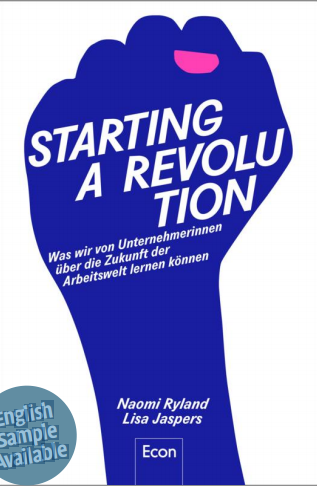 STARTING
A REVOLU
TION
Was wir von Unternehmerinnen
über die Zukunft der
Arbeitswelt lernen können
Naomi Ryland
Lisa Jaspers
Econ
English
Sample
Available